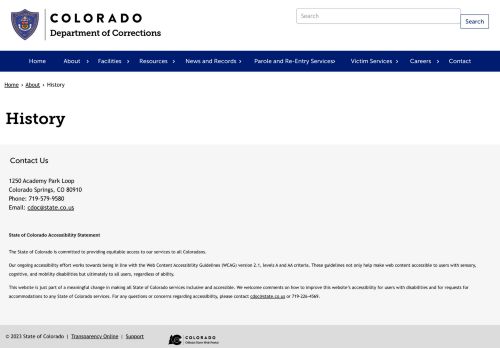 COLORADO
Department of Corrections
Search
Search
Home About › Facilities › Resources › News and Records › Parole and Re-Entry Services› Victim Services › Careers › Contact
Home › About › History
History
Contact Us
1250 Academy Park Loop
Colorado Springs, CO 80910
Phone: 719-579-9580
Email: cdoc@state.co.us
State of Colorado Accessibility Statement
The State of Colorado is committed to providing equitable access to our services to all Coloradans.
Our ongoing accessibility effort works towards being in line with the Web Content Accessibility Guidelines (WCAG) version 2.1, levels A and AA criteria. These guidelines not only help make web content accessible to users with sensory,
cognitive, and mobility disabilities but ultimately to all users, regardless of ability.
This website is just part of a meaningful change in making all State of Colorado services inclusive and accessible. We welcome comments on how to improve this website's accessibility for users with disabilities and for requests for
accommodations to any State of Colorado services. For any questions or concerns regarding accessibility, please contact cdoc@state.co.us or 719-226-4569.
© 2023 State of Colorado | Transparency Online | Support
COLORADO
Official State Web Portal